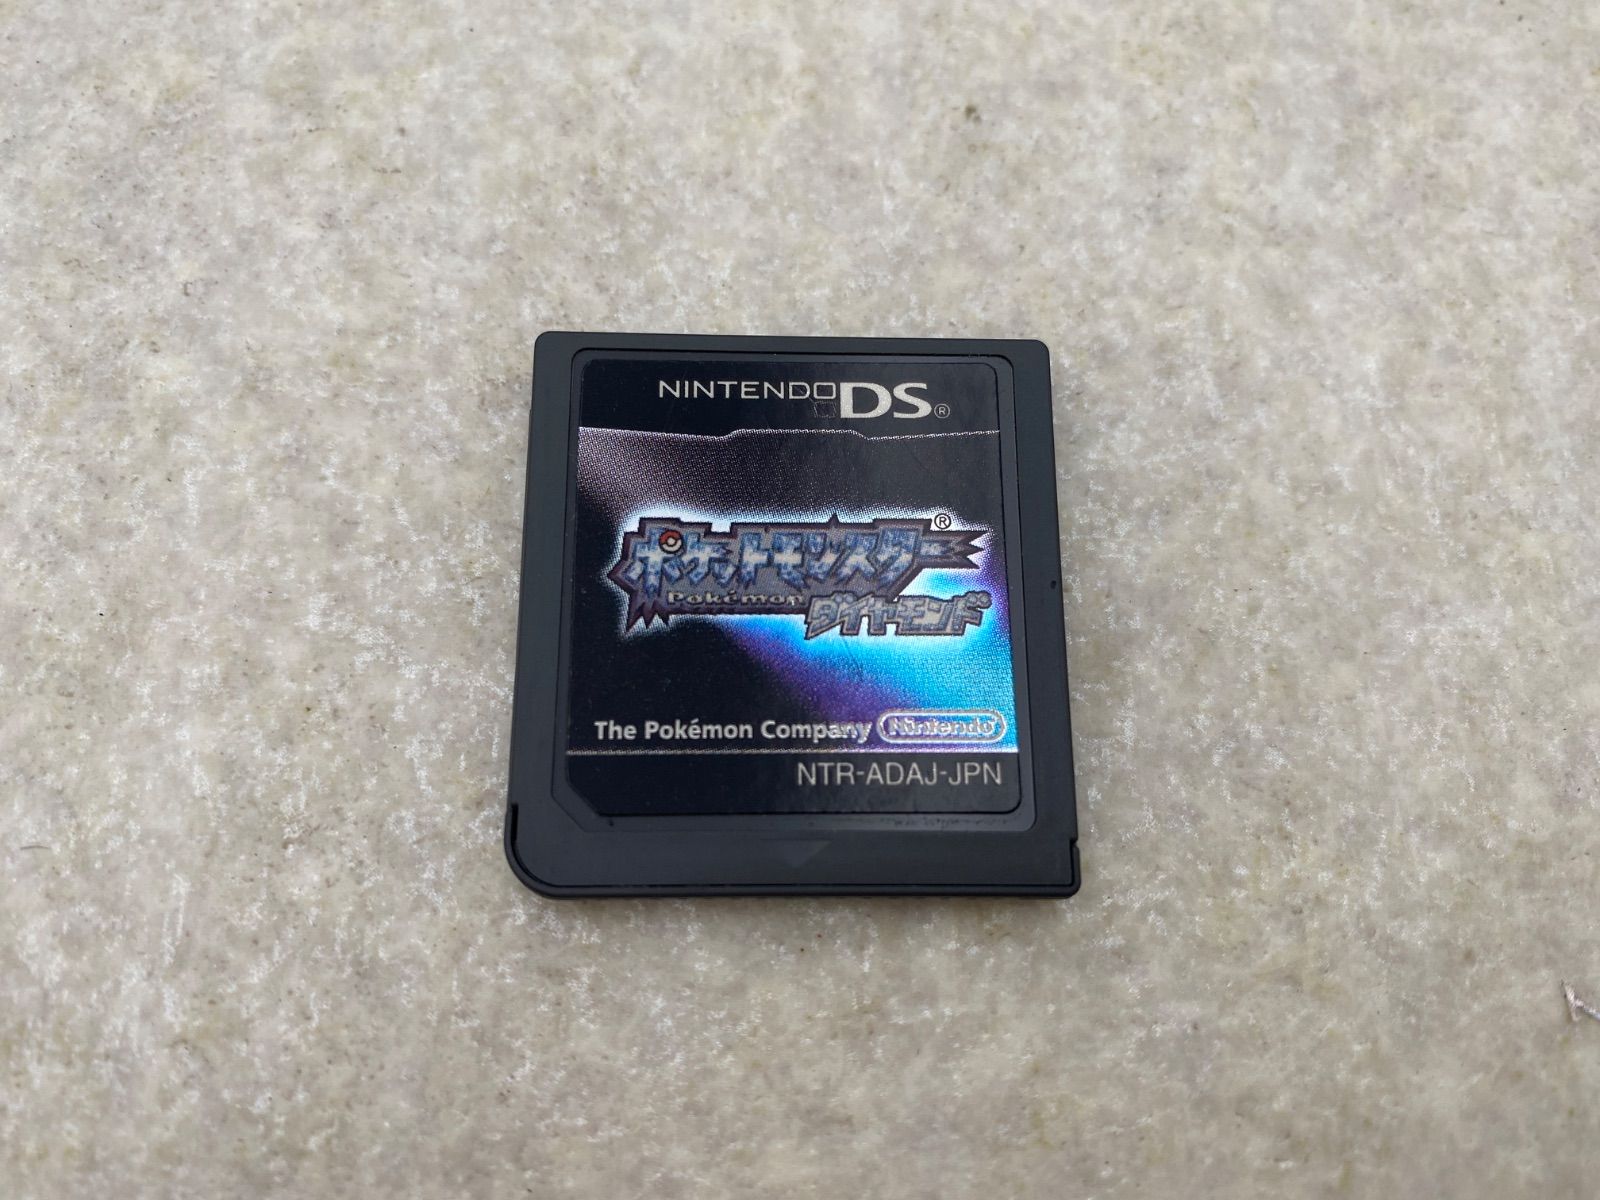 NINTENDO DS®
ポケットモンスター®
Pokémon
ダイヤモンド
The Pokémon Company Nintendo
NTR-ADAJ-JPN